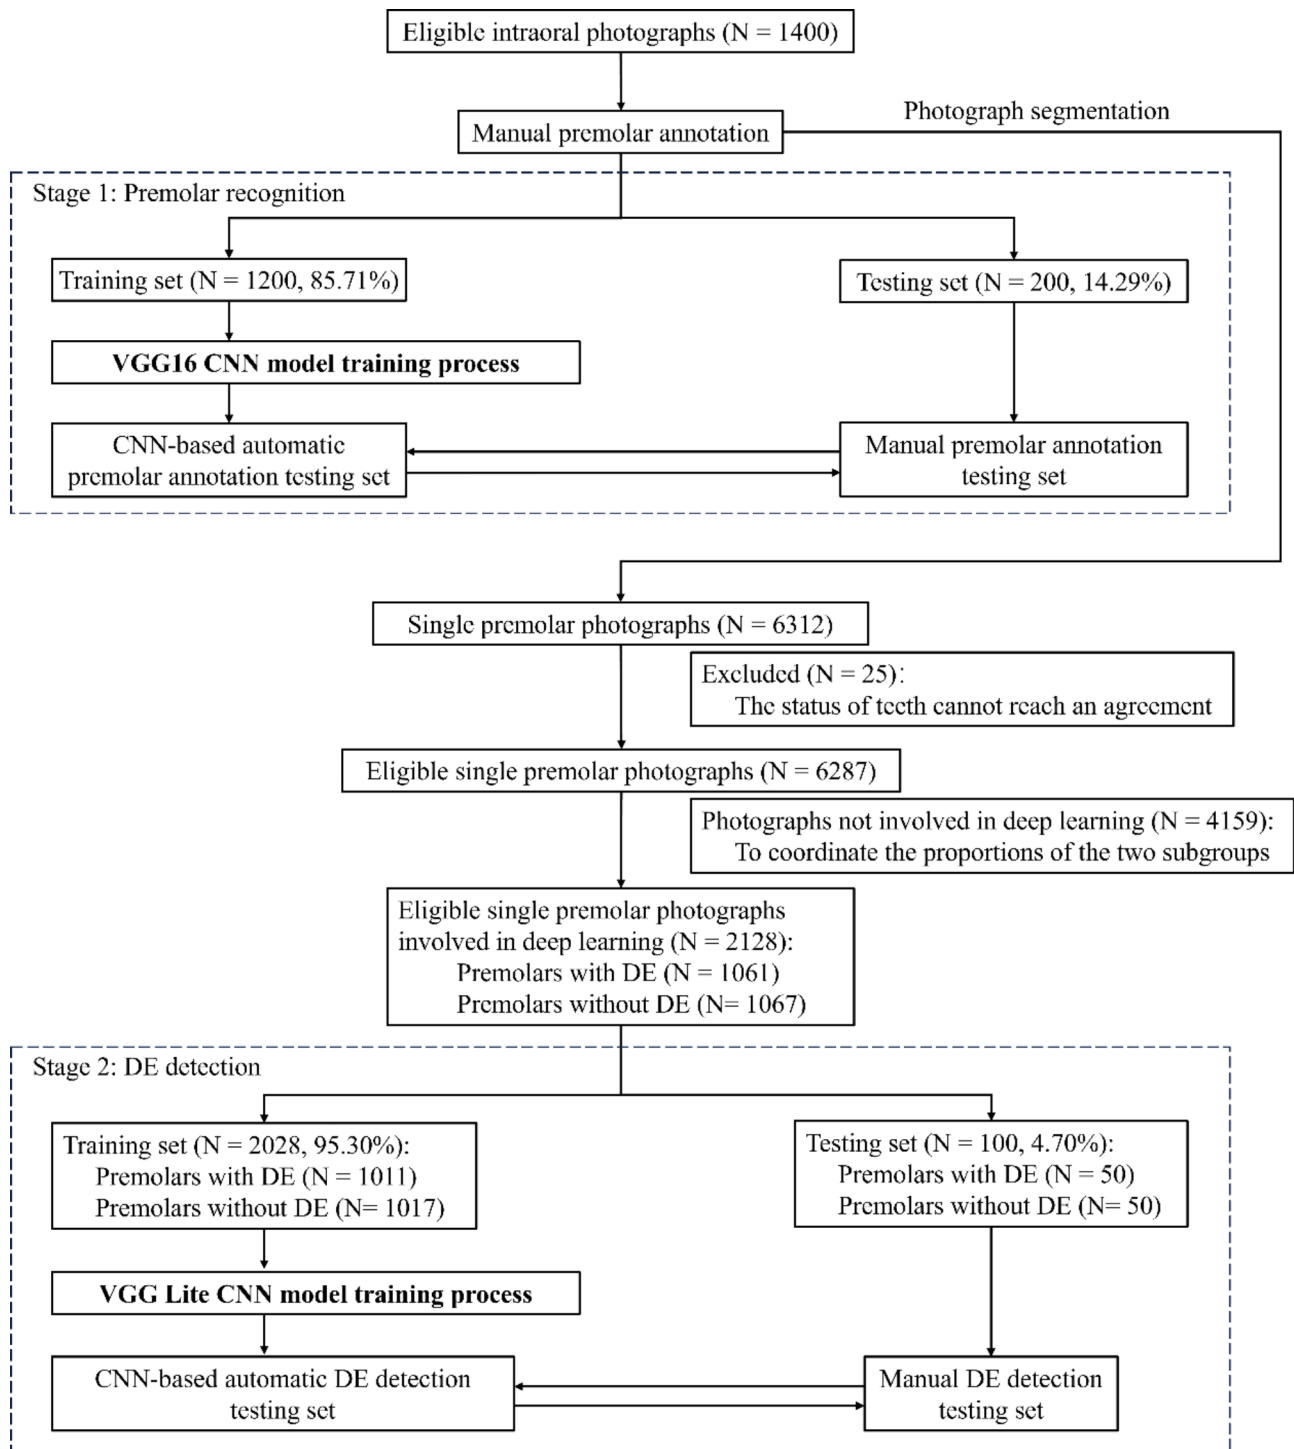 Eligible intraoral photographs (N = 1400)
Manual premolar annotation
Photograph segmentation
Stage 1: Premolar recognition
Training set (N = 1200, 85.71%)
Testing set (N = 200, 14.29%)
VGG16 CNN model training process
CNN-based automatic
premolar annotation testing set
Manual premolar annotation
testing set
Single premolar photographs (N = 6312)
Excluded (N = 25):
The status of teeth cannot reach an agreement
Eligible single premolar photographs (N = 6287)
Photographs not involved in deep learning (N = 4159):
To coordinate the proportions of the two subgroups
Eligible single premolar photographs
involved in deep learning (N = 2128):
Premolars with DE (N = 1061)
Premolars without DE (N= 1067)
Stage 2: DE detection
Training set (N = 2028, 95.30%):
Premolars with DE (N = 1011)
Premolars without DE (N= 1017)
Testing set (N = 100, 4.70%):
Premolars with DE (N = 50)
Premolars without DE (N= 50)
VGG Lite CNN model training process
CNN-based automatic DE detection
testing set
Manual DE detection
testing set